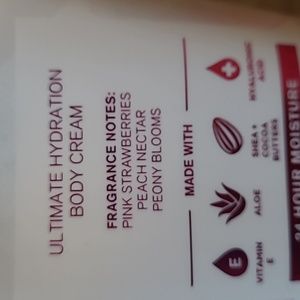 ULTIMATE HYDRATION
BODY CREAM
FRAGRANCE NOTES:
PINK STRAWBERRIES
PEACH NECTAR
PEONY BLOOMS
MADE WITH
HYALURONIC
ACID
SHEA +
COCOA
BUTTERS
ALOE
E
VITAMIN
E
24 HOUR MOISTURE